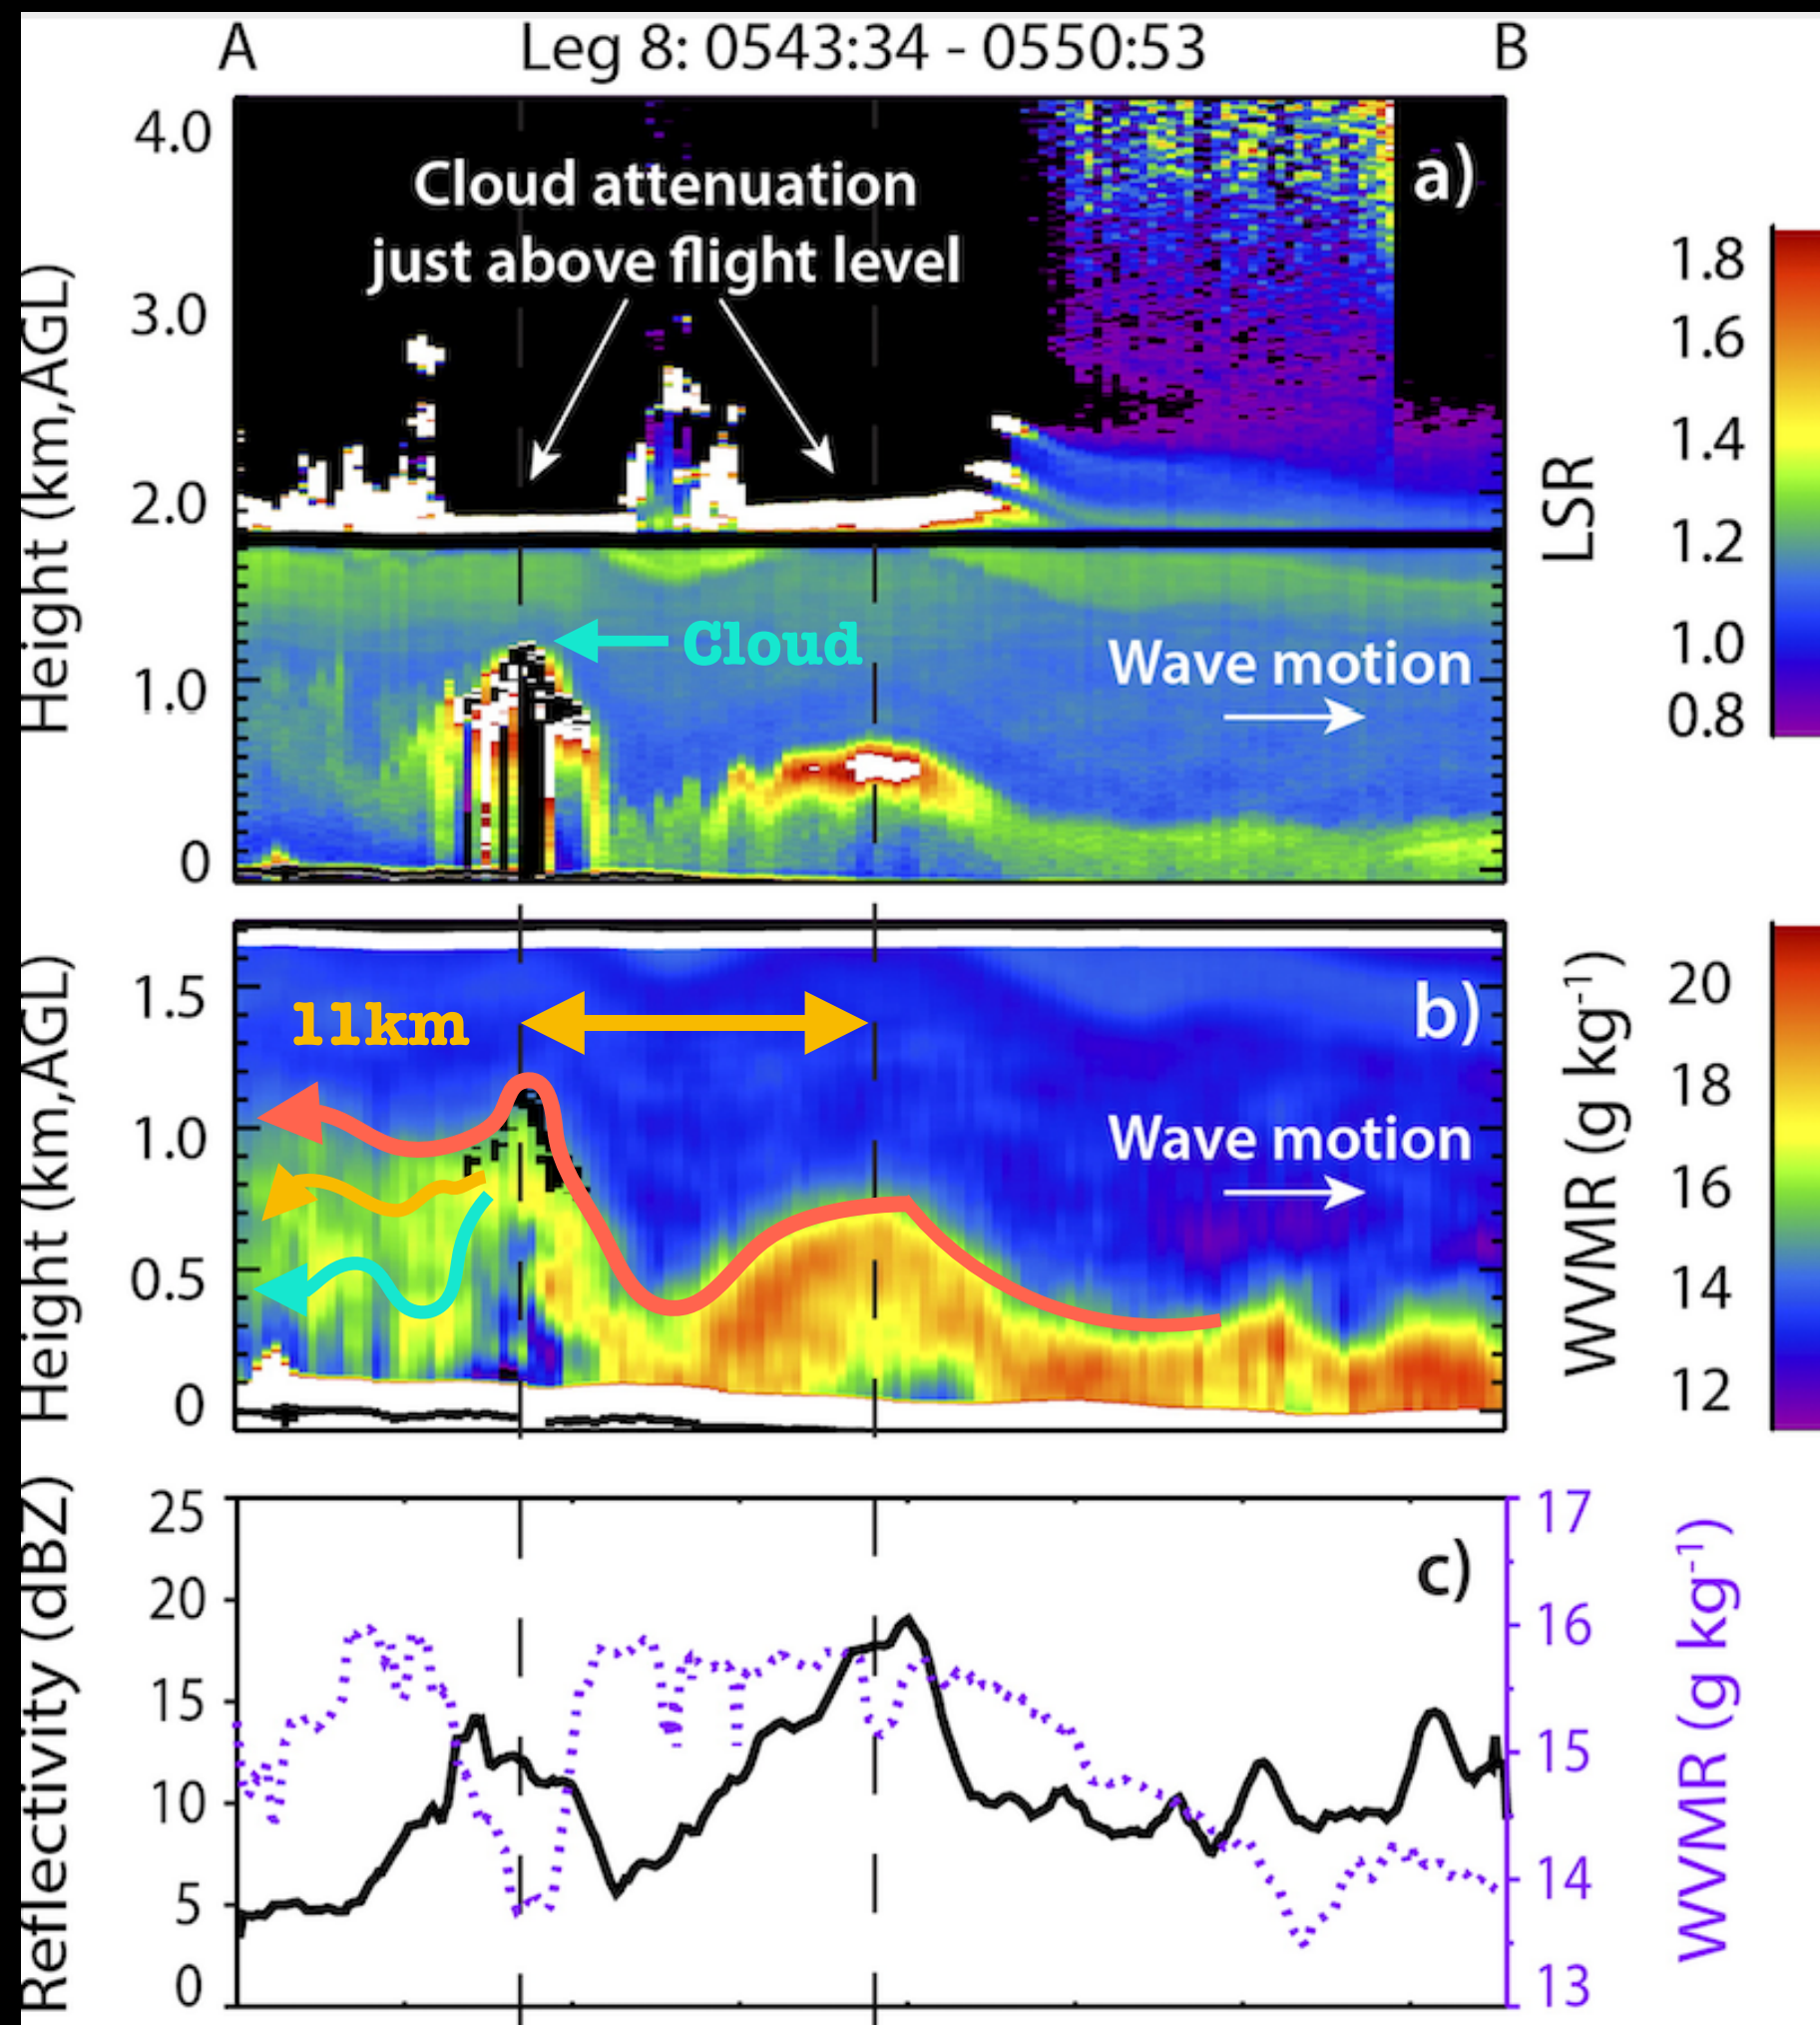 A Leg 8: 0543:34 - 0550:53 B
4.0
3.0
2.0
1.0
0
Height (km,AGL)
Cloud attenuation
just above flight level
a)
Cloud
Wave motion
LSR
1.8
1.6
1.4
1.2
1.0
0.8
1.5
1.0
0.5
0
Height (km,AGL)
11km
b)
Wave motion
WVMR (g kg⁻¹)
20
18
16
14
12
25
20
15
10
5
0
Reflectivity (dBZ)
c)
17
16
15
14
13
WVMR (g kg⁻¹)